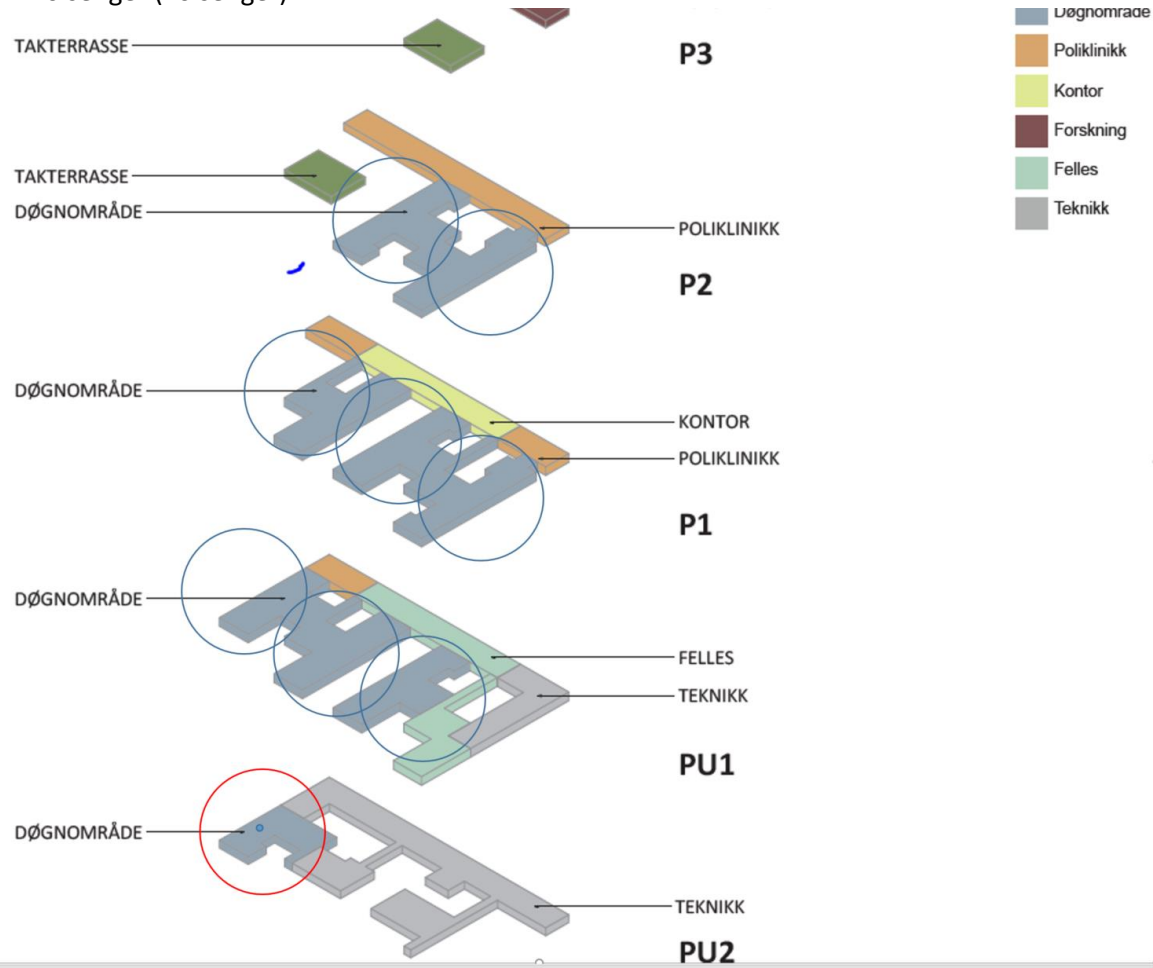 TAKTERRASSE
P3
Døgnområde
Poliklinikk
Kontor
Forskning
Felles
Teknikk
TAKTERRASSE
DØGNOMRÅDE
POLIKLINIKK
P2
DØGNOMRÅDE
KONTOR
POLIKLINIKK
P1
DØGNOMRÅDE
FELLES
TEKNIKK
PU1
DØGNOMRÅDE
TEKNIKK
PU2